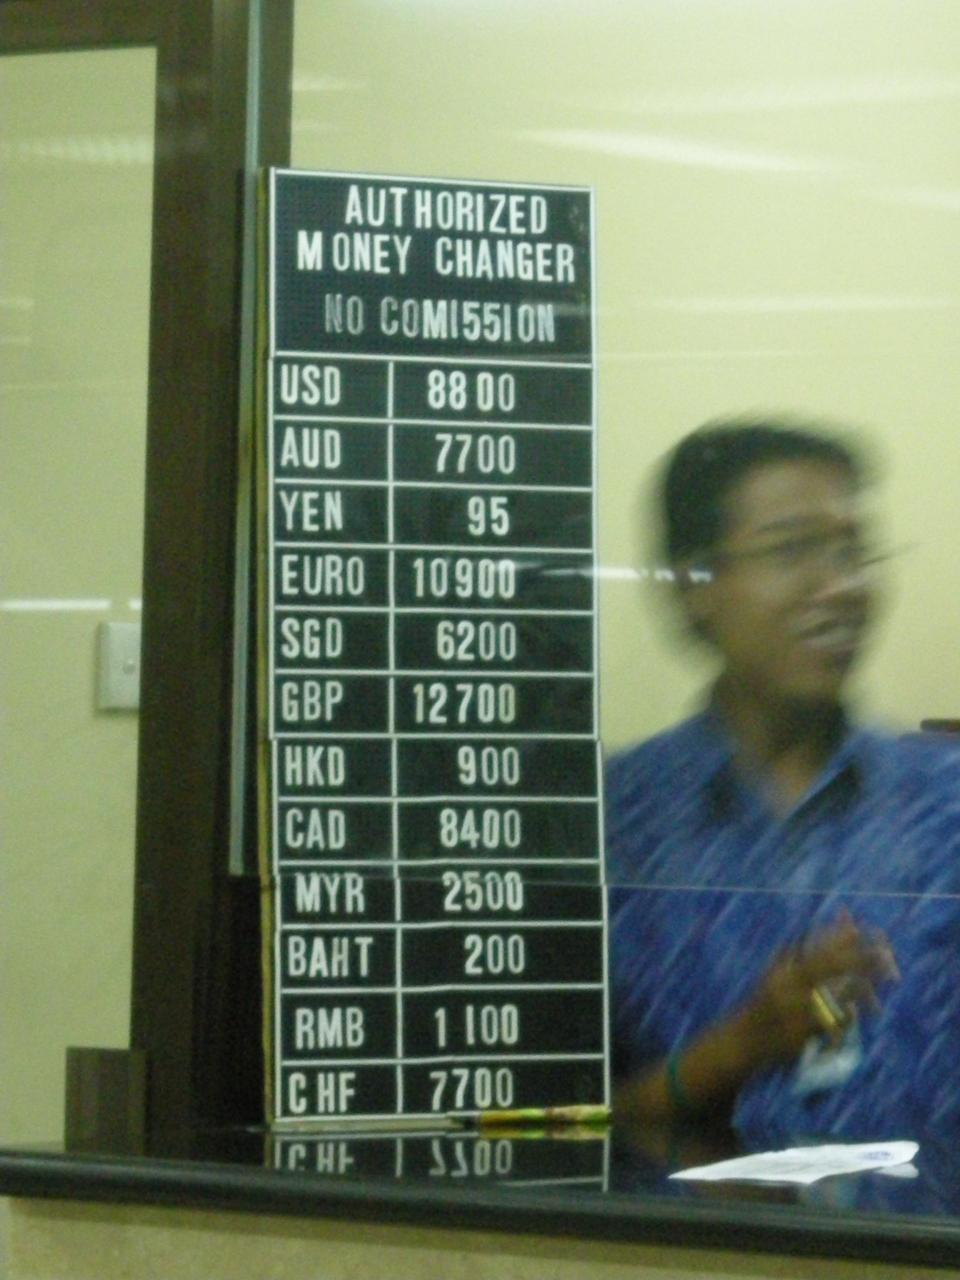 AUTHORIZED
MONEY CHANGER
NO COMI55ION
USD 8800
AUD 7700
YEN 95
EURO 10900
SGD 6200
GBP 12700
HKD 900
CAD 8400
MYR 2500
BAHT 200
RMB 1100
CHF 7700